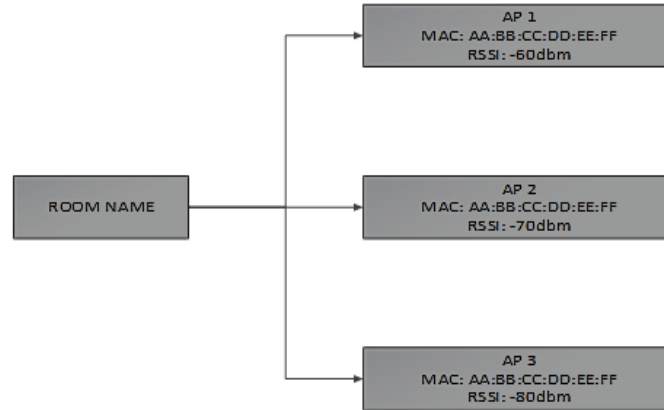 AP 1
MAC: AA:BB:CC:DD:EE:FF
RSSI: -60dbm
ROOM NAME
AP 2
MAC: AA:BB:CC:DD:EE:FF
RSSI: -70dbm
AP 3
MAC: AA:BB:CC:DD:EE:FF
RSSI: -80dbm